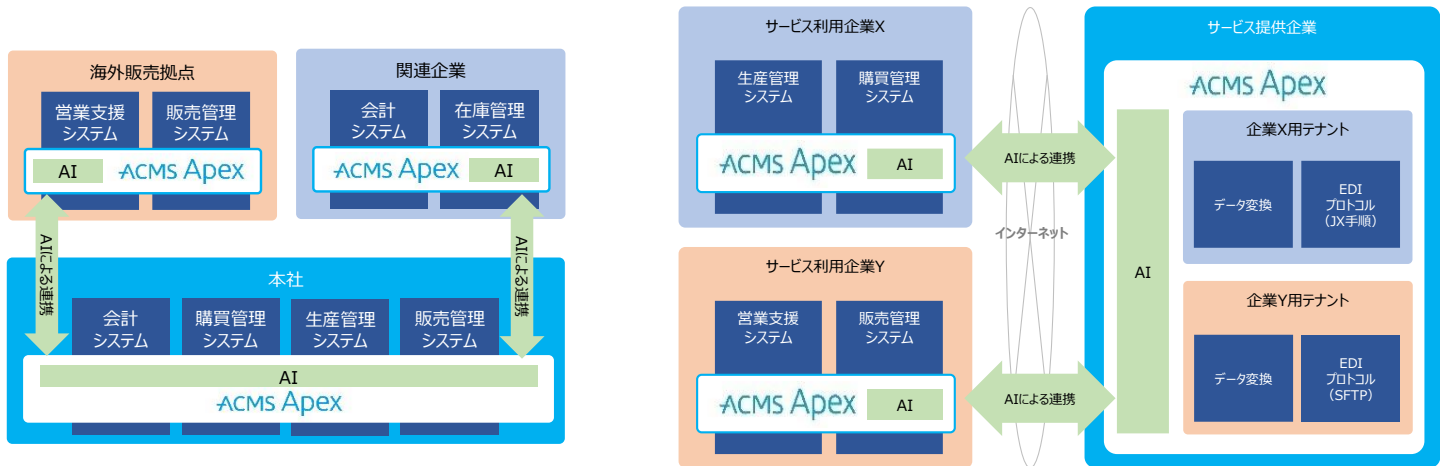 海外販売拠点
営業支援
システム
販売管理
システム
AI
ACMS Apex
関連企業
会計
システム
在庫管理
システム
ACMS Apex
AI
AIによる連携
AIによる連携
本社
会計
システム
購買管理
システム
生産管理
システム
販売管理
システム
AI
ACMS Apex
サービス利用企業X
生産管理
システム
購買管理
システム
ACMS Apex
AI
AIによる連携
インターネット
サービス利用企業Y
営業支援
システム
販売管理
システム
ACMS Apex
AI
AIによる連携
サービス提供企業
ACMS Apex
AI
企業X用テナント
データ変換
EDI
プロトコル
（JX手順）
企業Y用テナント
データ変換
EDI
プロトコル
（SFTP）